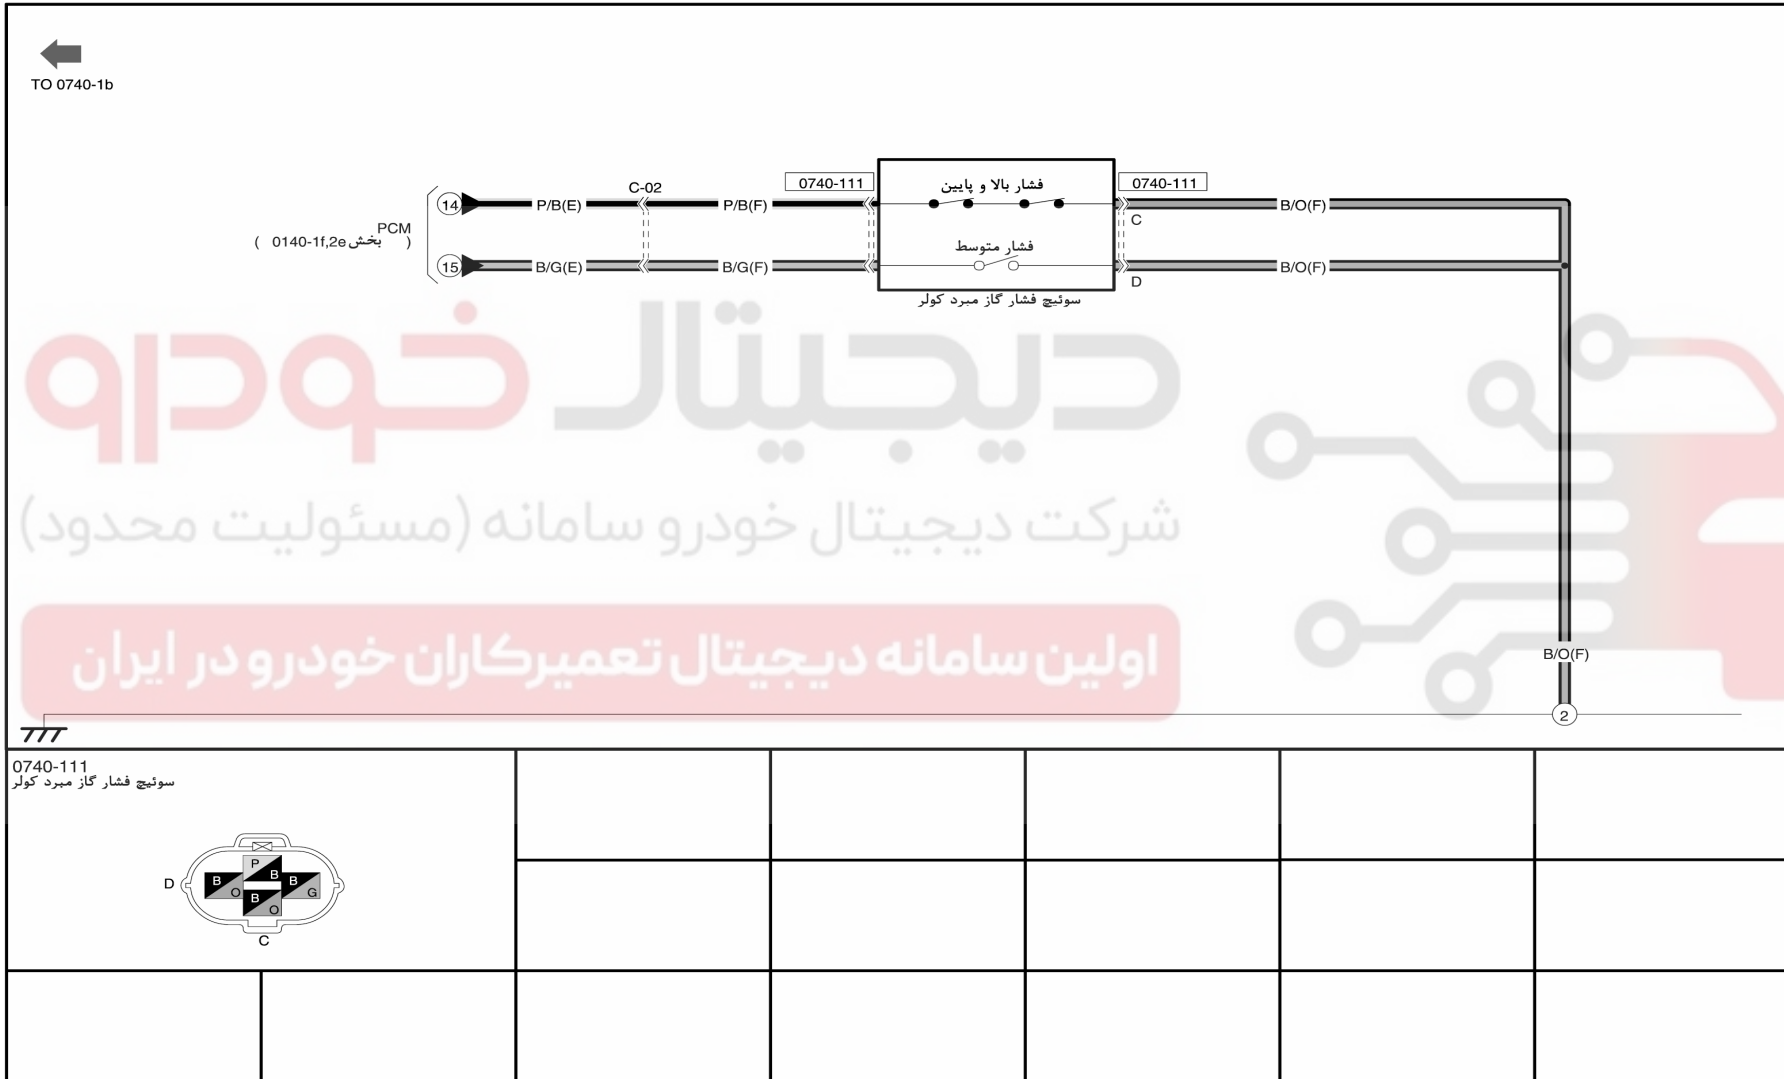 TO 0740-1b
C-02
0740-111
فشار بالا و پایین
0740-111
14
P/B(E)
P/B(F)
B/O(F)
C
PCM
( بخش 0140-1f,2e )
فشار متوسط
15
B/G(E)
B/G(F)
B/O(F)
D
سوئیچ فشار گاز مبرد کولر
دیجیتال خودرو
شرکت دیجیتال خودرو سامانه (مسئولیت محدود)
اولین سامانه دیجیتال تعمیرکاران خودرو در ایران
B/O(F)
2
0740-111
سوئیچ فشار گاز مبرد کولر
P
B
D
B
O
B
G
B
O
C